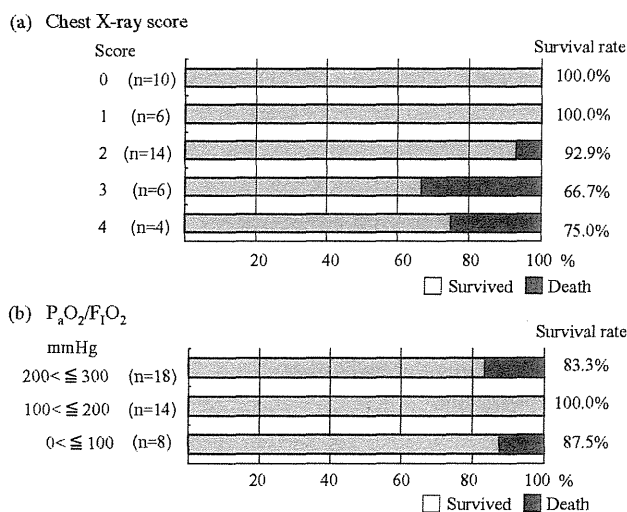 (a) Chest X-ray score
Score
Survival rate
0 (n=10) 100.0%
1 (n=6) 100.0%
2 (n=14) 92.9%
3 (n=6) 66.7%
4 (n=4) 75.0%
20 40 60 80 100 %
Survived Death
(b) PaO2/FIO2
mmHg
Survival rate
200< ≦ 300 (n=18) 83.3%
100< ≦ 200 (n=14) 100.0%
0< ≦ 100 (n=8) 87.5%
20 40 60 80 100 %
Survived Death